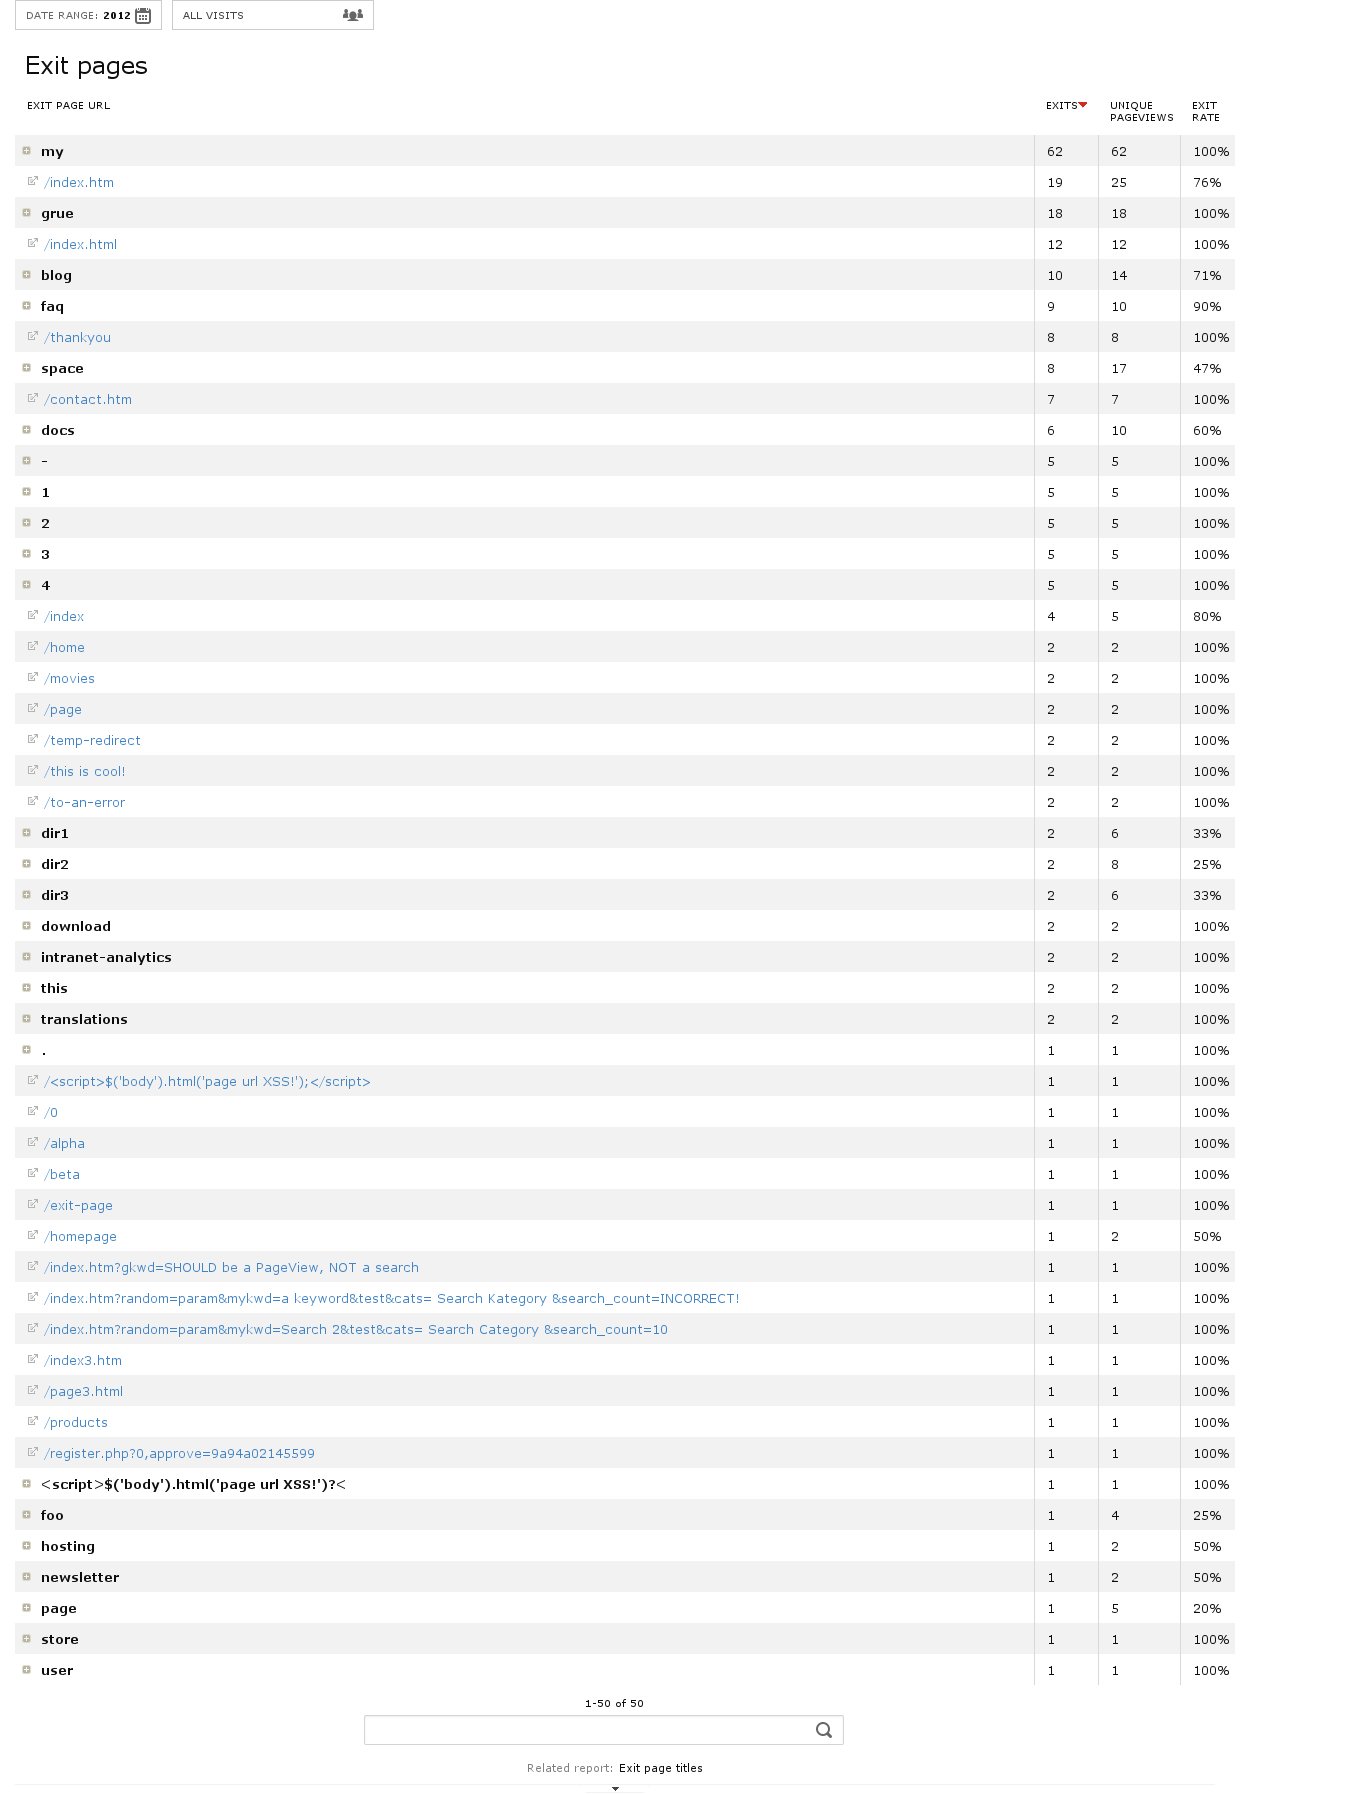 DATE RANGE: 2012 ALL VISITS
Exit pages
EXIT PAGE URL EXITS UNIQUE PAGEVIEWS EXIT RATE
my 62 62 100%
/index.htm 19 25 76%
grue 18 18 100%
/index.html 12 12 100%
blog 10 14 71%
faq 9 10 90%
/thankyou 8 8 100%
space 8 17 47%
/contact.htm 7 7 100%
docs 6 10 60%
- 5 5 100%
1 5 5 100%
2 5 5 100%
3 5 5 100%
4 5 5 100%
/index 4 5 80%
/home 2 2 100%
/movies 2 2 100%
/page 2 2 100%
/temp-redirect 2 2 100%
/this is cool! 2 2 100%
/to-an-error 2 2 100%
dir1 2 6 33%
dir2 2 8 25%
dir3 2 6 33%
download 2 2 100%
intranet-analytics 2 2 100%
this 2 2 100%
translations 2 2 100%
. 1 1 100%
/<script>$('body').html('page url XSS!');</script> 1 1 100%
/0 1 1 100%
/alpha 1 1 100%
/beta 1 1 100%
/exit-page 1 1 100%
/homepage 1 2 50%
/index.htm?gkwd=SHOULD be a PageView, NOT a search 1 1 100%
/index.htm?random=param&mykwd=a keyword&test&cats= Search Kategory &search_count=INCORRECT! 1 1 100%
/index.htm?random=param&mykwd=Search 2&test&cats= Search Category &search_count=10 1 1 100%
/index3.htm 1 1 100%
/page3.html 1 1 100%
/products 1 1 100%
/register.php?0,approve=9a94a02145599 1 1 100%
<script>$('body').html('page url XSS!')?< 1 1 100%
foo 1 4 25%
hosting 1 2 50%
newsletter 1 2 50%
page 1 5 20%
store 1 1 100%
user 1 1 100%
1-50 of 50
Related report: Exit page titles